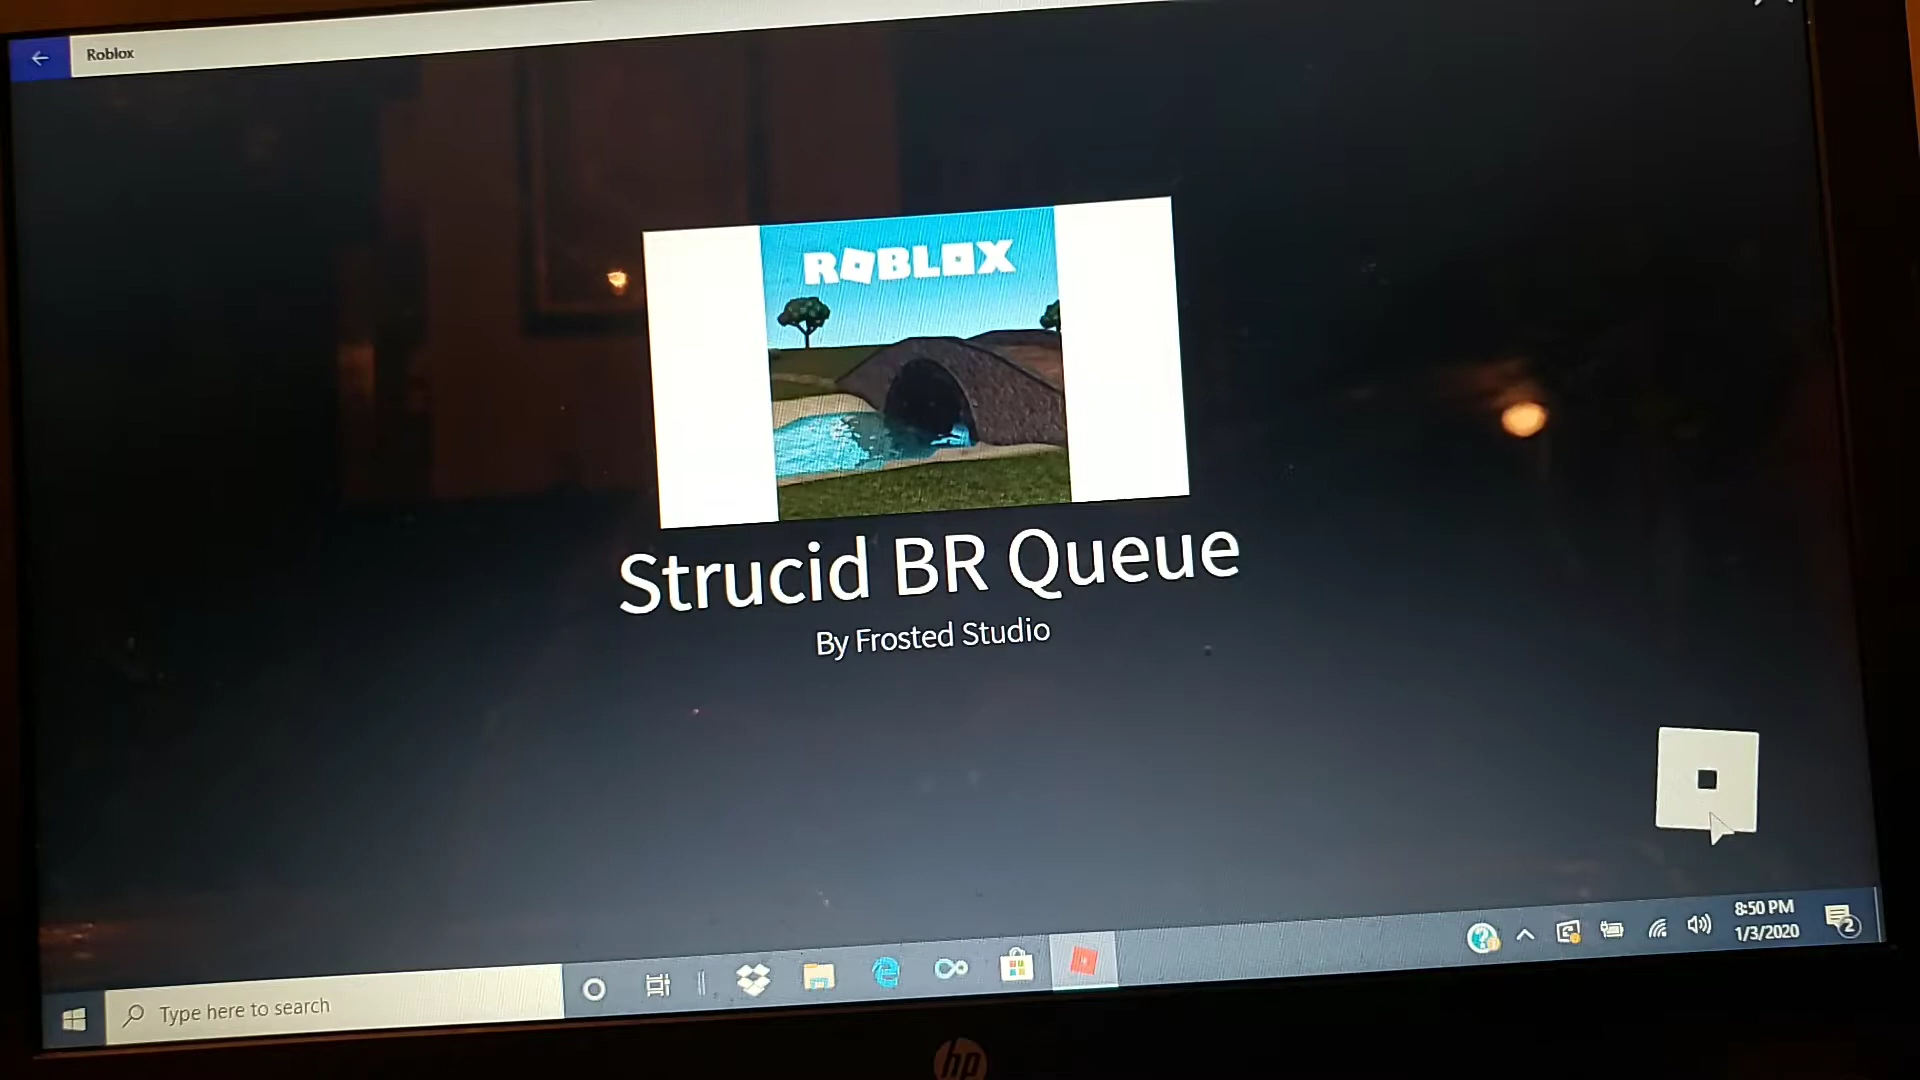 Roblox
ROBLOX
Strucid BR Queue
By Frosted Studio
Type here to search
8:50 PM
1/3/2020
2
hp